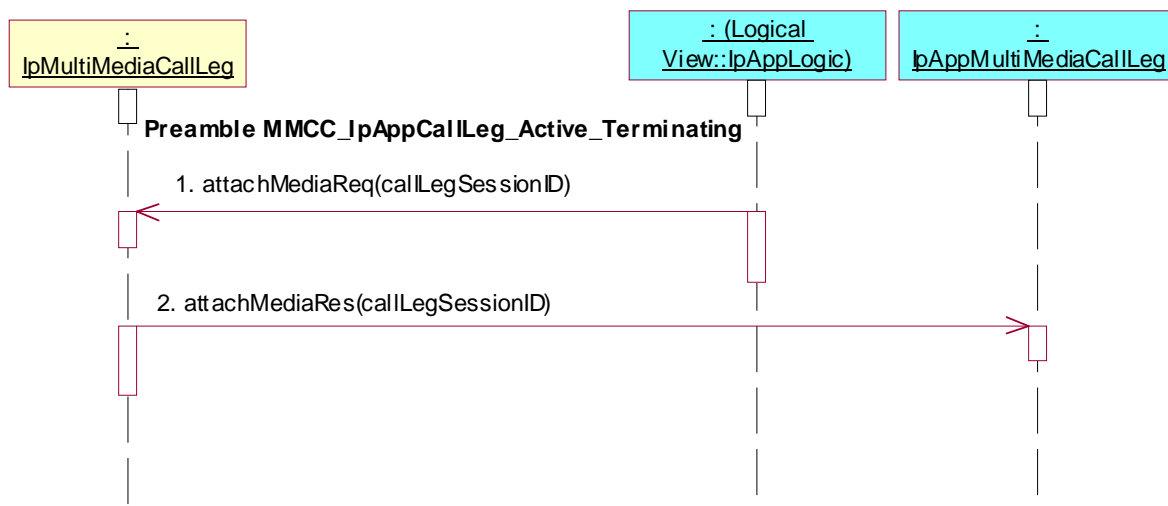 :
IpMultiMediaCallLeg
: (Logical
View::IpAppLogic)
:
IpAppMultiMediaCallLeg
Preamble MMCC_IpAppCallLeg_Active_Terminating
1. attachMediaReq(callLegSessionID)
2. attachMediaRes(callLegSessionID)